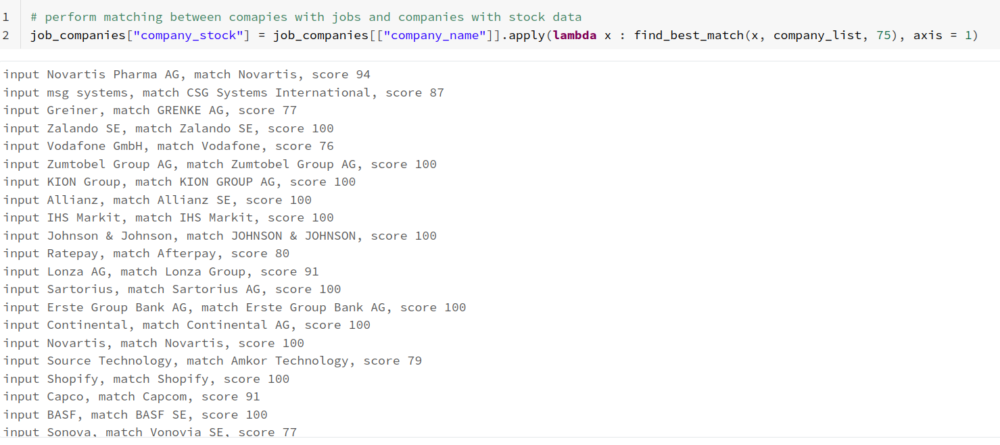 1 # perform matching between comapies with jobs and companies with stock data
2 job_companies["company_stock"] = job_companies[["company_name"]].apply(lambda x : find_best_match(x, company_list, 75), axis = 1)
input Novartis Pharma AG, match Novartis, score 94
input msg systems, match CSG Systems International, score 87
input Greiner, match GRENKE AG, score 77
input Zalando SE, match Zalando SE, score 100
input Vodafone GmbH, match Vodafone, score 76
input Zumtobel Group AG, match Zumtobel Group AG, score 100
input KION Group, match KION GROUP AG, score 100
input Allianz, match Allianz SE, score 100
input IHS Markit, match IHS Markit, score 100
input Johnson & Johnson, match JOHNSON & JOHNSON, score 100
input Ratepay, match Afterpay, score 80
input Lonza AG, match Lonza Group, score 91
input Sartorius, match Sartorius AG, score 100
input Erste Group Bank AG, match Erste Group Bank AG, score 100
input Continental, match Continental AG, score 100
input Novartis, match Novartis, score 100
input Source Technology, match Amkor Technology, score 79
input Shopify, match Shopify, score 100
input Capco, match Capcom, score 91
input BASF, match BASF SE, score 100
input Sonova, match Vonovia SE, score 77